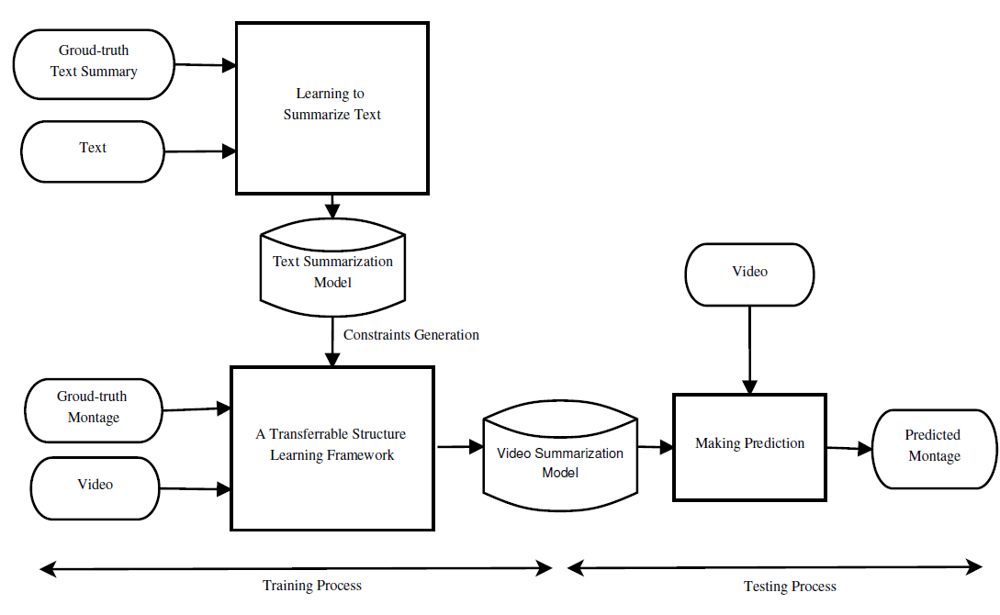 Groud-truth
Text Summary
Text
Learning to
Summarize Text
Text Summarization
Model
Constraints Generation
Groud-truth
Montage
Video
A Transferrable Structure
Learning Framework
Video Summarization
Model
Video
Making Prediction
Predicted
Montage
Training Process
Testing Process